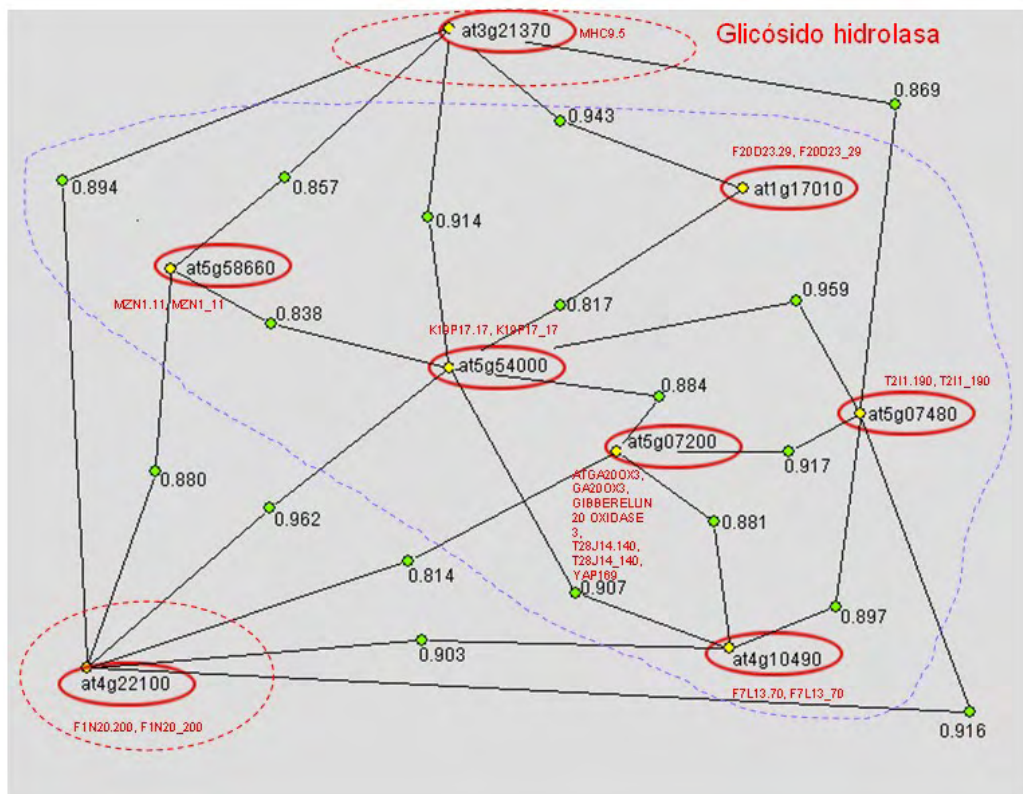 at3g21370
MHC9.5
Glicósido hidrolasa
0.869
0.943
F20D23.29, F20D23_29
0.894
0.857
at1g17010
0.914
at5g58660
MZN1.11, MZN1_11
0.838
0.817
0.959
K19P17.17, K19P17_17
at5g54000
0.884
T2I1.190, T2I1_190
at5g07480
at5g07200
0.917
0.880
ATGA20OX3,
GA20OX3,
GIBBERELLIN
20 OXIDASE
3,
T28J14.140,
T28J14_140,
YAP169
0.962
0.881
0.814
0.907
0.897
0.903
at4g10490
at4g22100
F7L13.70, F7L13_70
F1N20.200, F1N20_200
0.916